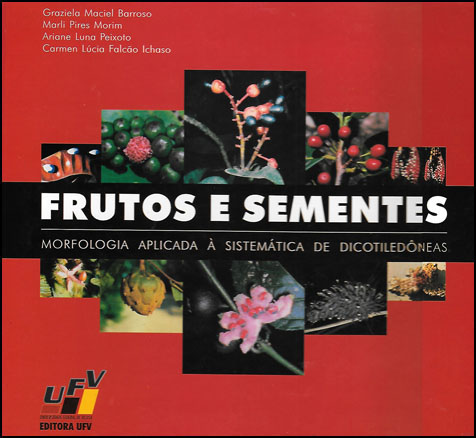 Graziela Maciel Barroso
Marli Pires Morim
Ariane Luna Peixoto
Carmen Lúcia Falcão Ichaso
FRUTOS E SEMENTES
MORFOLOGIA APLICADA À SISTEMÁTICA DE DICOTILEDÔNEAS
UFV
EDITORA UFV